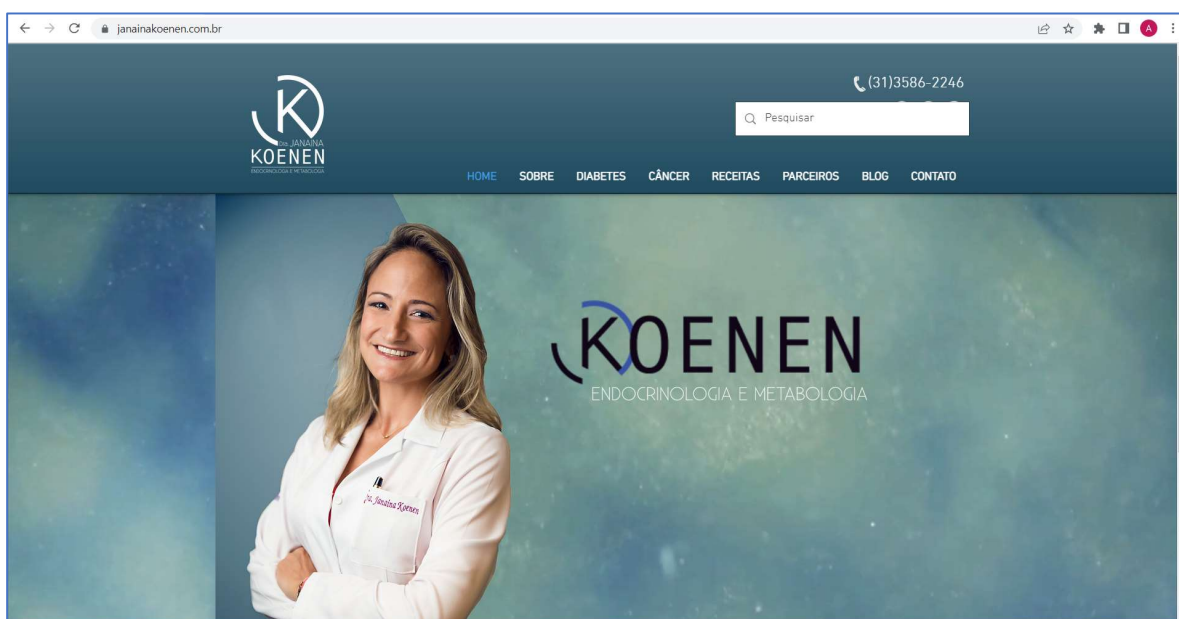 janainakoenen.com.br
A
(31)3586-2246
Pesquisar
K
Dra. JANAINA
KOENEN
ENDOCRINOLOGIA E METABOLOGIA
HOME SOBRE DIABETES CÂNCER RECEITAS PARCEIROS BLOG CONTATO
KOENEN
ENDOCRINOLOGIA E METABOLOGIA
Dra. Janaina Koenen